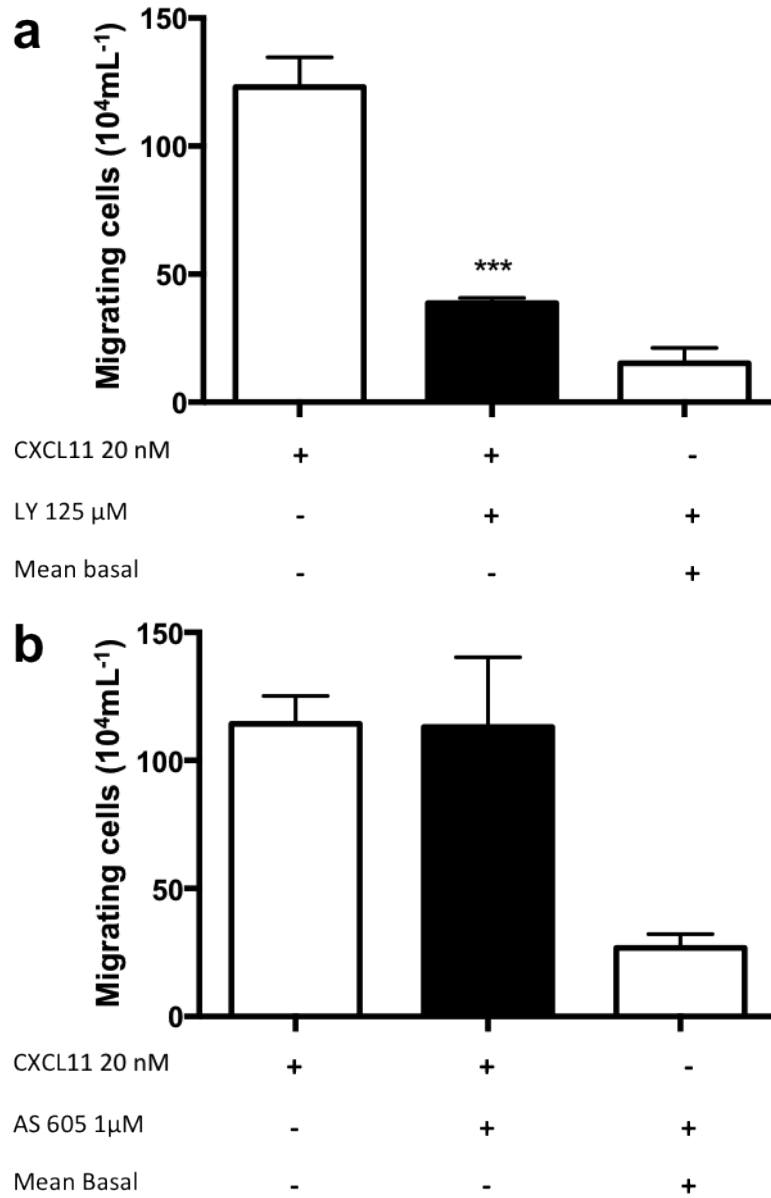 a
Migrating cells (10⁴mL⁻¹)
150
100
50
0
***
CXCL11 20 nM + + -
LY 125 µM - + +
Mean basal - - +
b
Migrating cells (10⁴mL⁻¹)
150
100
50
0
CXCL11 20 nM + + -
AS 605 1µM - + +
Mean Basal - - +